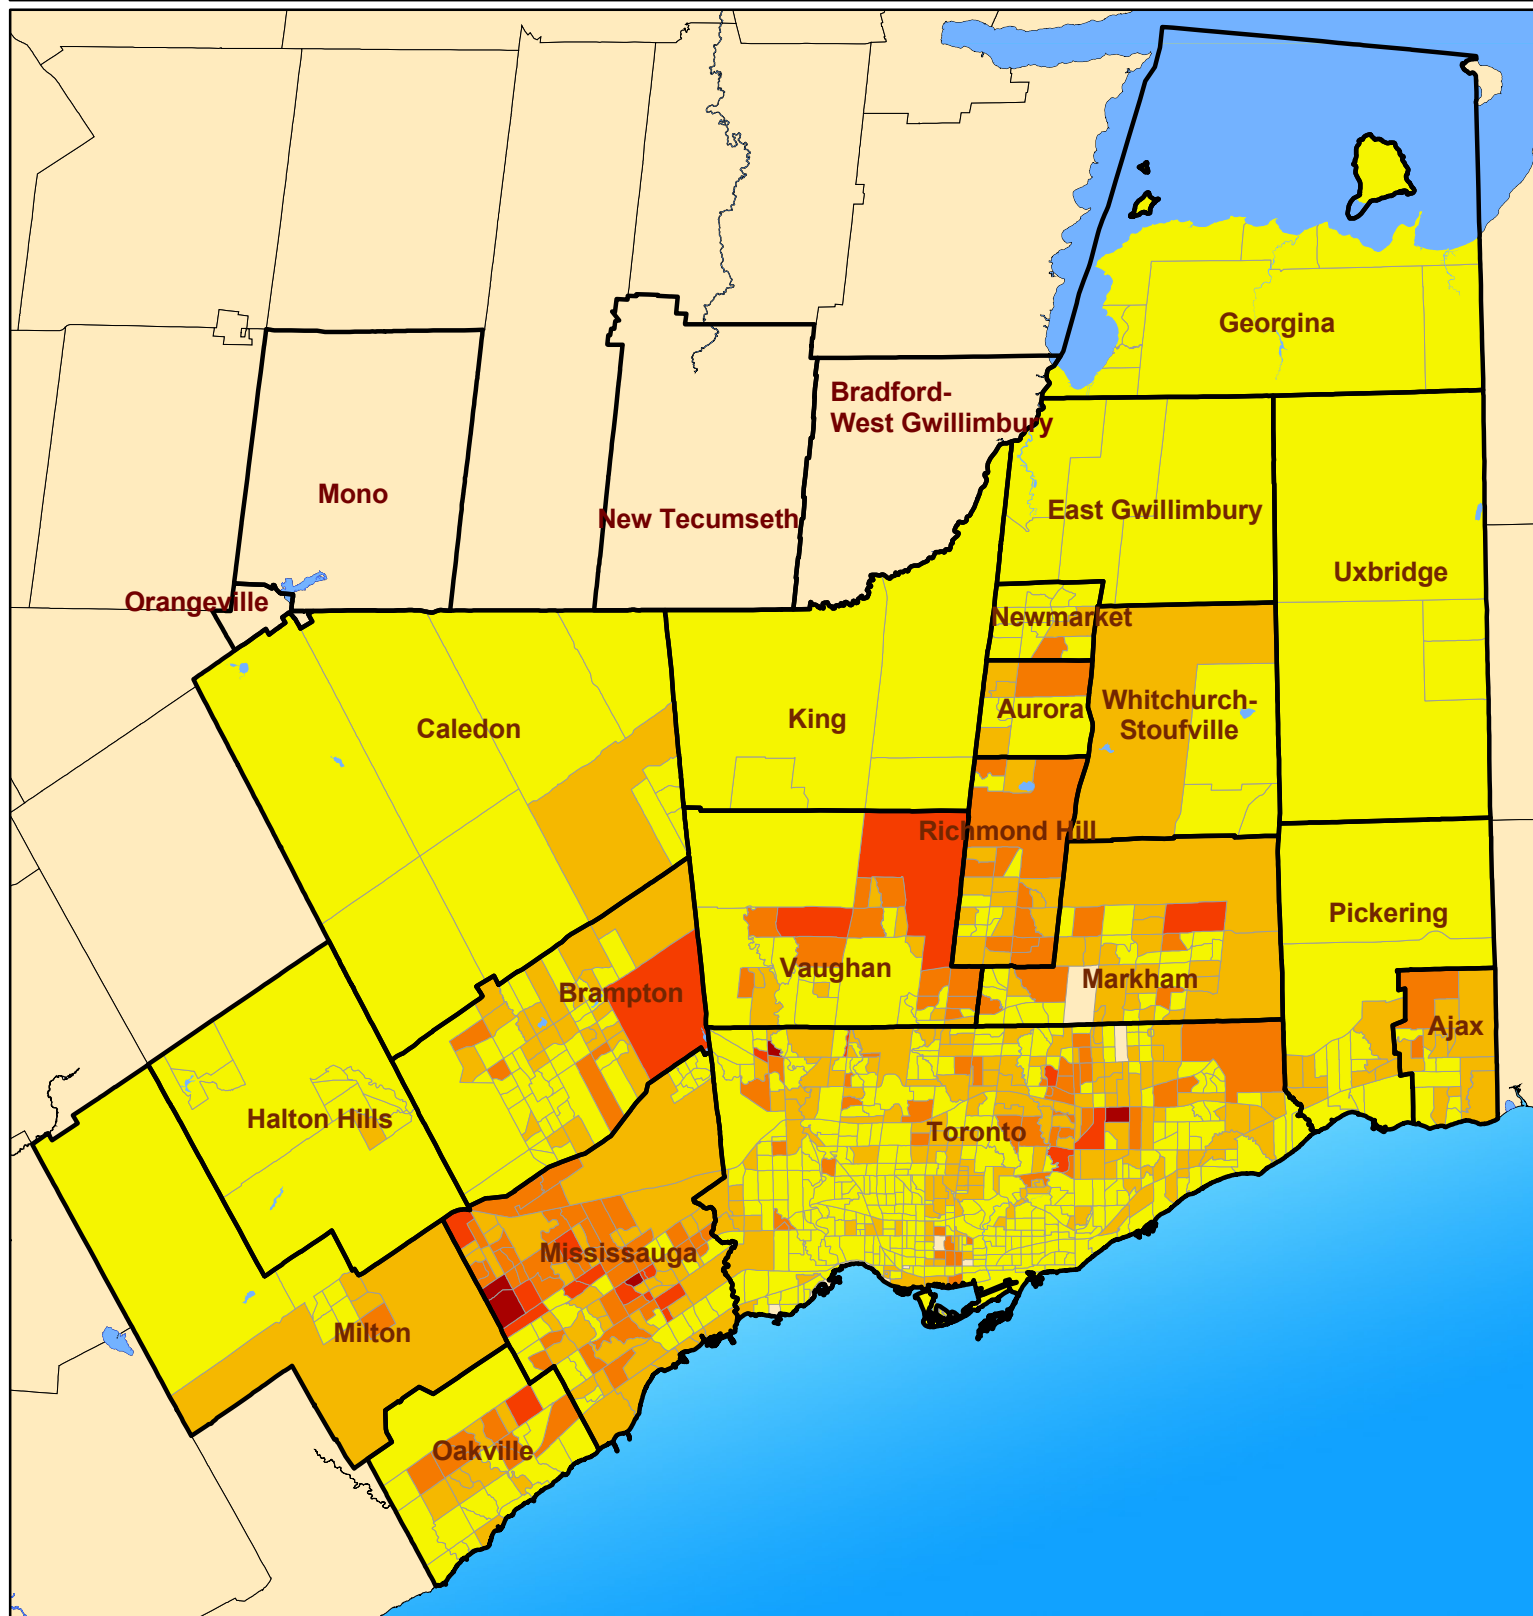 Georgina
Bradford-
West Gwillimbury
Mono
New Tecumseth
East Gwillimbury
Uxbridge
Orangeville
Newmarket
Caledon
King
Aurora
Whitchurch-
Stoufville
Richmond Hill
Pickering
Vaughan
Markham
Brampton
Ajax
Halton Hills
Toronto
Mississauga
Milton
Oakville